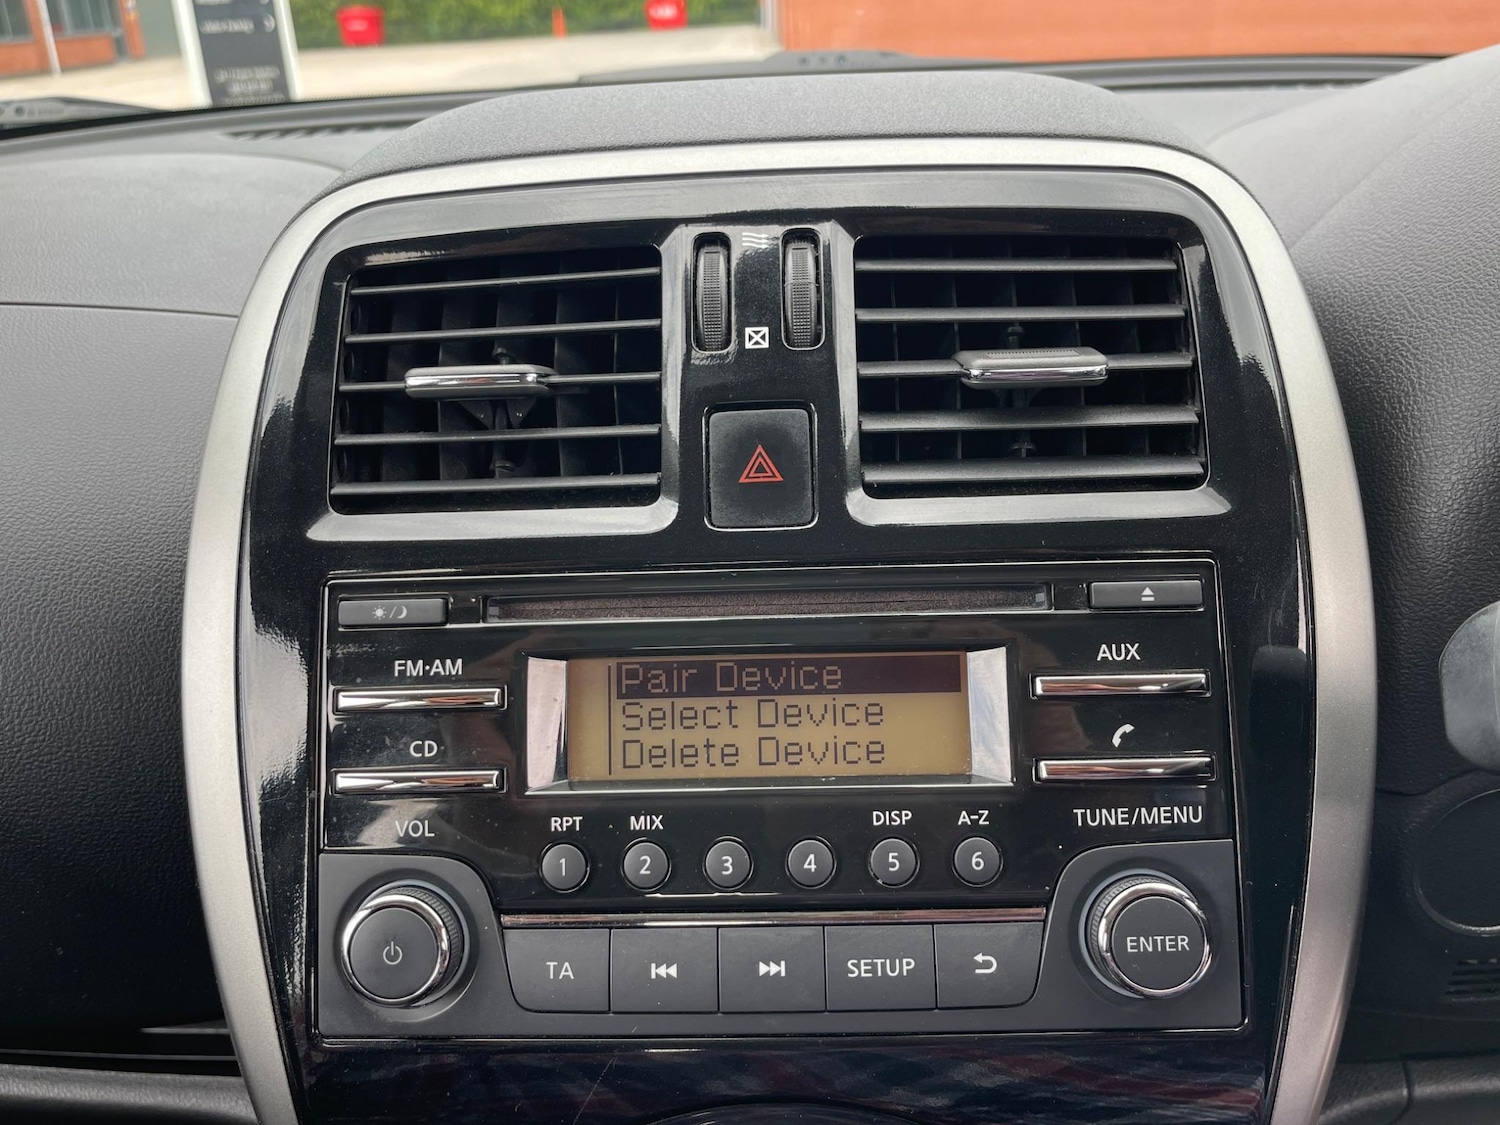 FM·AM
CD
VOL
Pair Device
Select Device
Delete Device
AUX
TUNE/MENU
RPT MIX DISP A-Z
1 2 3 4 5 6
TA SETUP ENTER